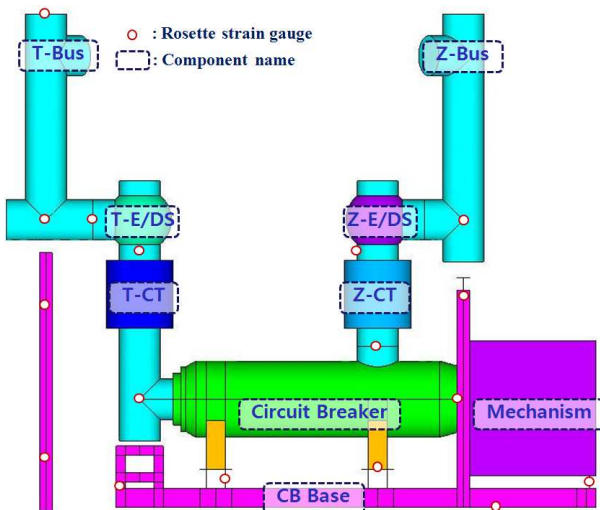 : Rosette strain gauge
: Component name
T-Bus
Z-Bus
T-E/DS
Z-E/DS
T-CT
Z-CT
Circuit Breaker
Mechanism
CB Base